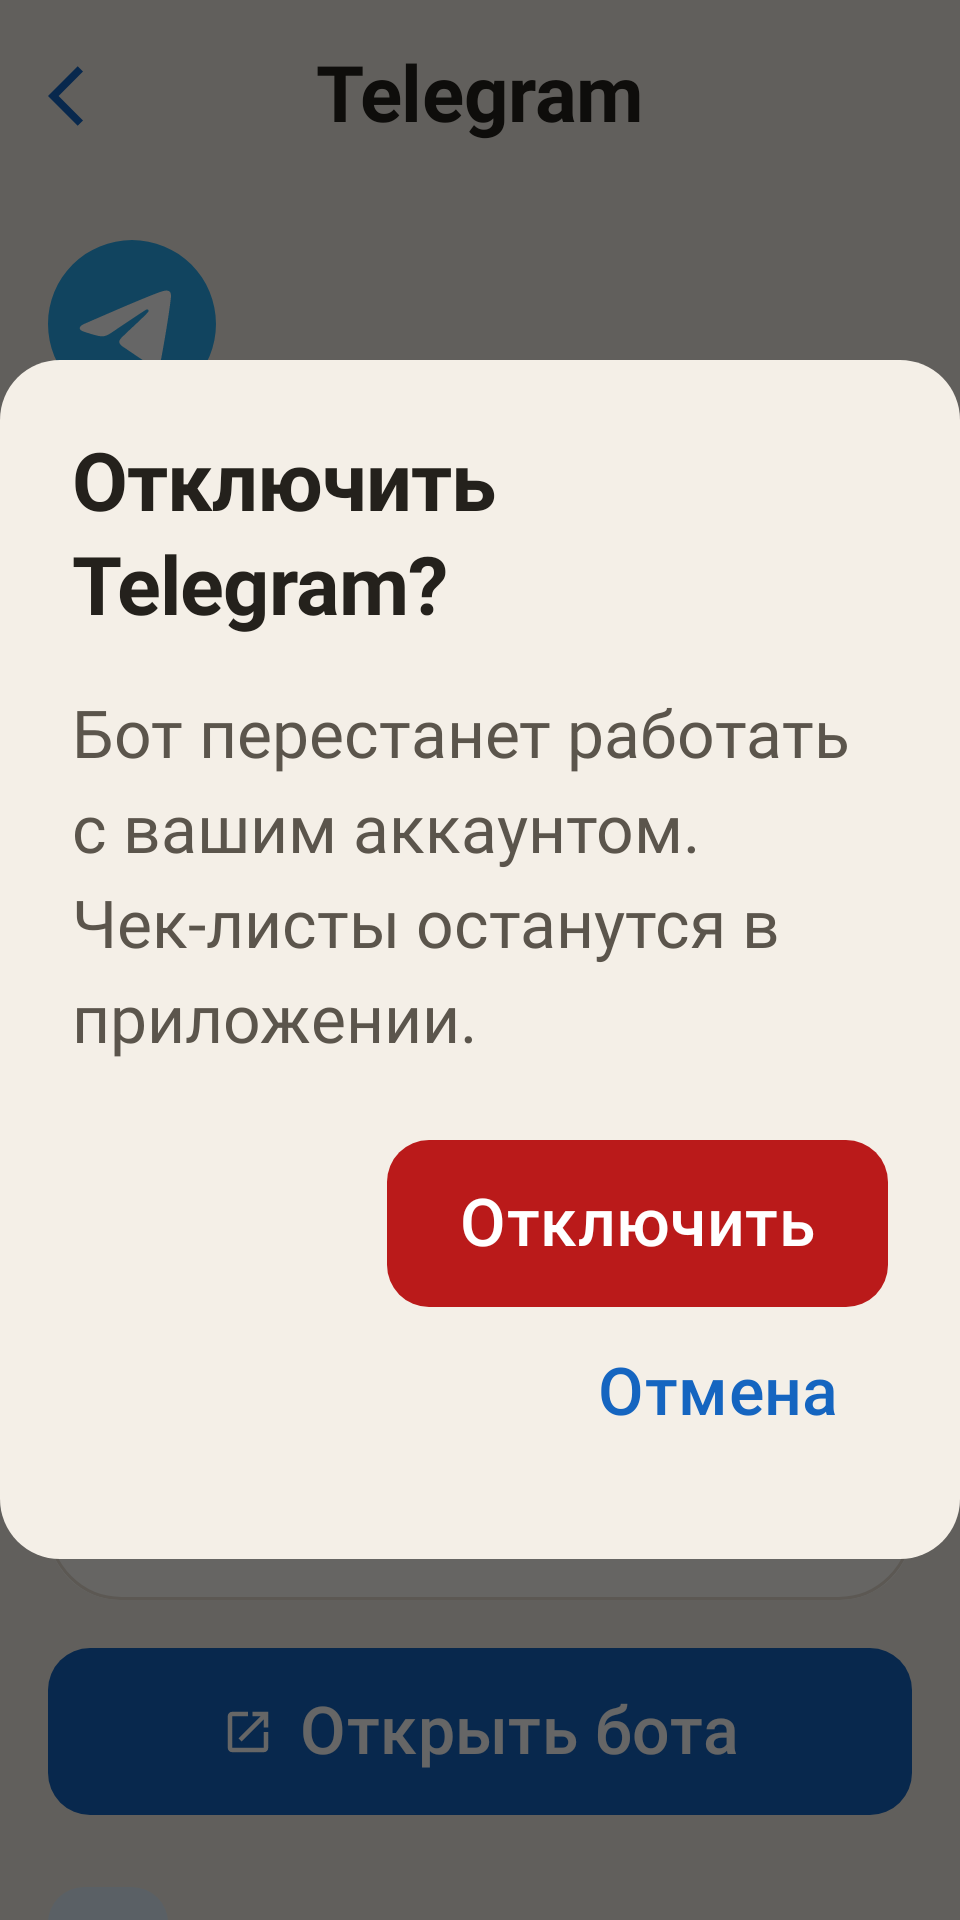 Telegram
Отключить
Telegram?
Бот перестанет работать
с вашим аккаунтом.
Чек-листы останутся в
приложении.
Отключить
Отмена
Открыть бота